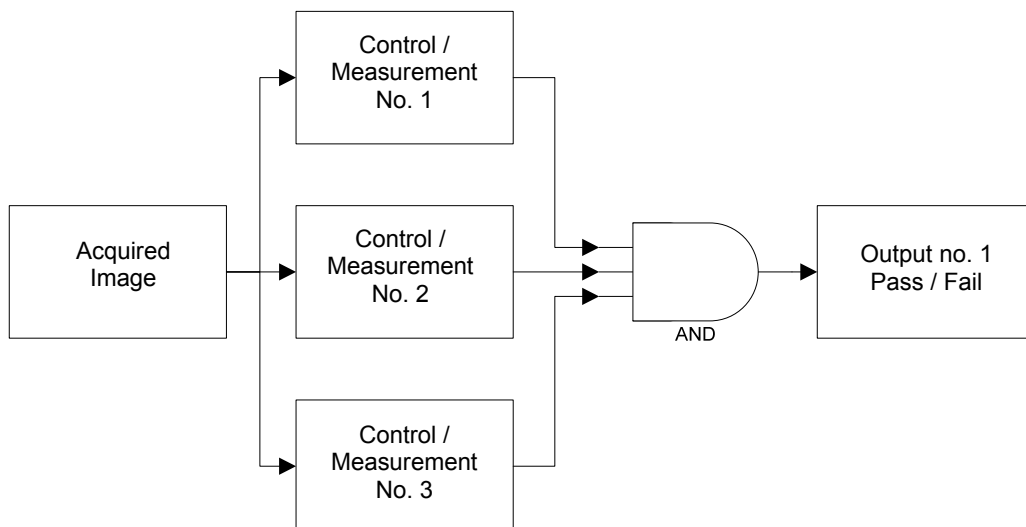 Control /
Measurement
No. 1
Acquired
Image
Control /
Measurement
No. 2
AND
Output no. 1
Pass / Fail
Control /
Measurement
No. 3